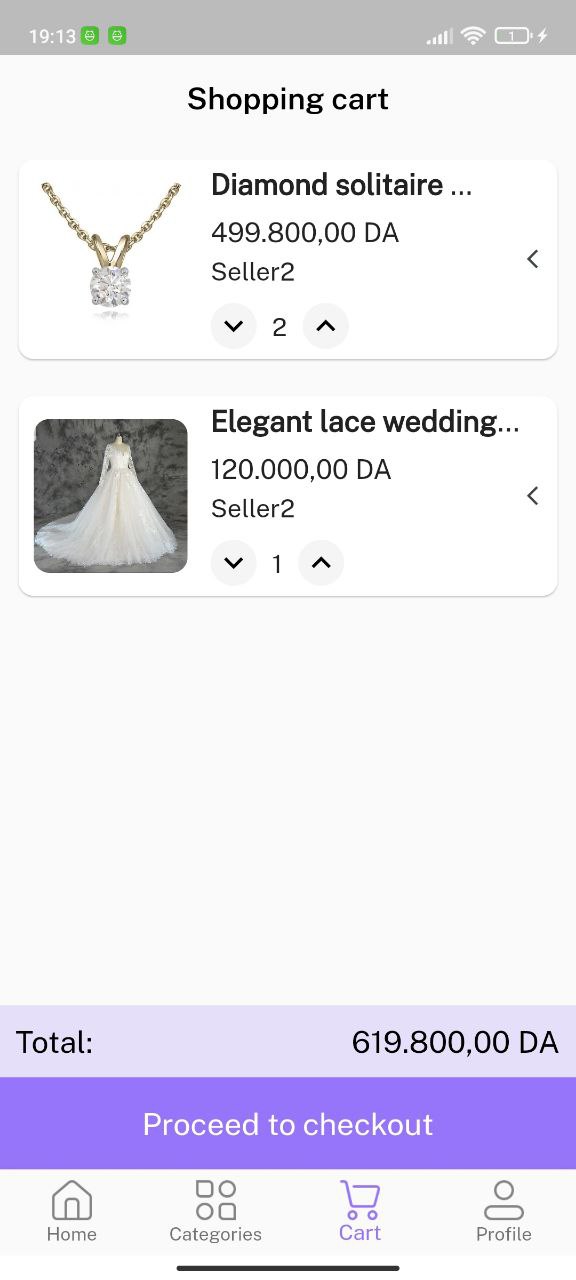 19:13
1
Shopping cart
Diamond solitaire ...
499.800,00 DA
Seller2
2
Elegant lace wedding...
120.000,00 DA
Seller2
1
Total: 619.800,00 DA
Proceed to checkout
Home Categories Cart Profile